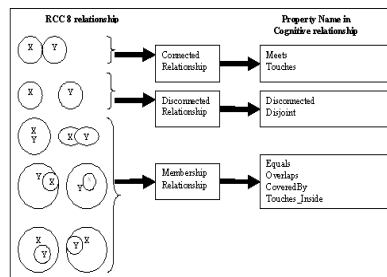 RCC 8 relationship
Property Name in
Cognitive relationship
X Y
Connected
Relationship
Meets
Touches
X Y
Disconnected
Relationship
Disconnected
Disjoint
X
Y
X Y
Y X
Y
Membership
Relationship
Equals
Overlaps
CoveredBy
Touches_Inside
X
Y
X
Y